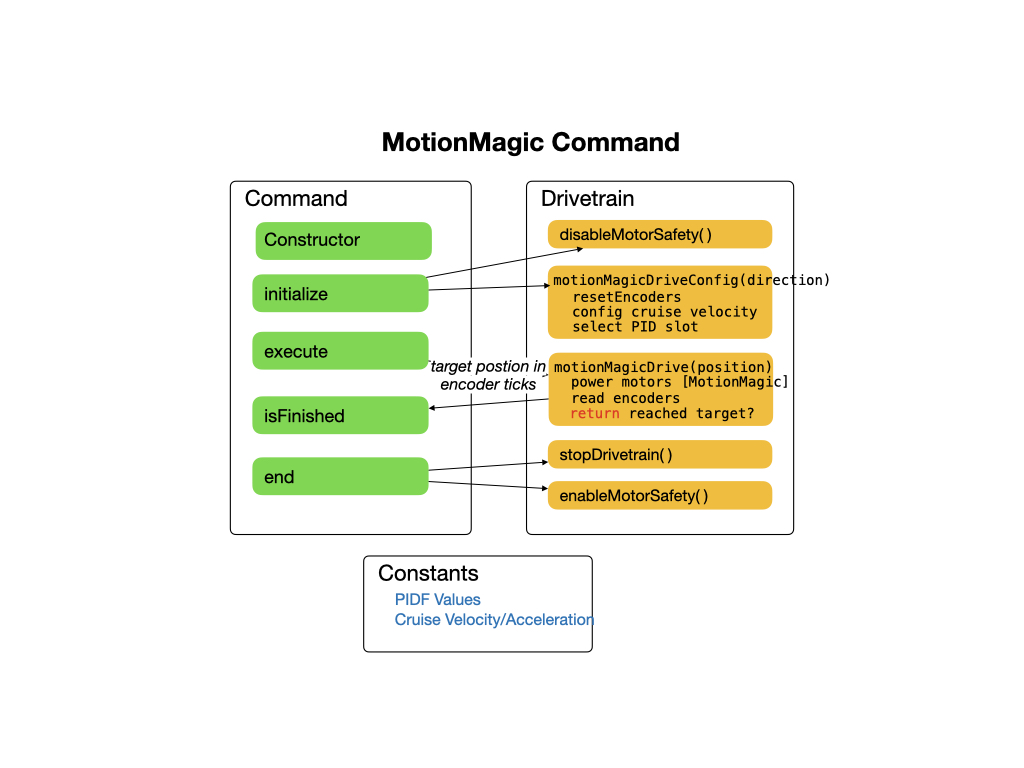 MotionMagic Command
Command
Constructor
initialize
execute
isFinished
end
target postion in
encoder ticks
Drivetrain
disableMotorSafety()
motionMagicDriveConfig(direction)
resetEncoders
config cruise velocity
select PID slot
motionMagicDrive(position)
power motors [MotionMagic]
read encoders
return reached target?
stopDrivetrain()
enableMotorSafety()
Constants
PIDF Values
Cruise Velocity/Acceleration